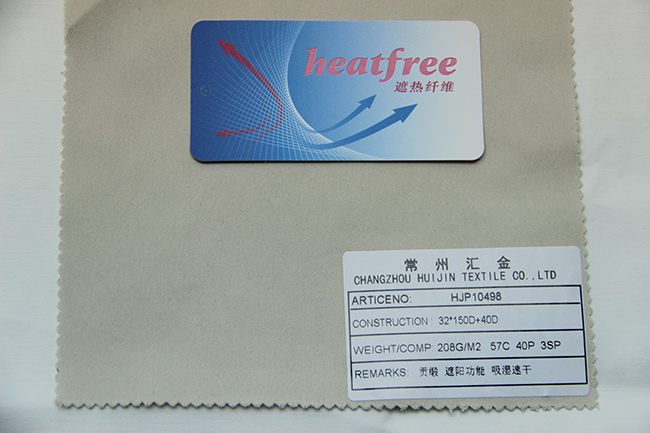 heatfree
遮热纤维
常州汇金
CHANGZHOU HUIJIN TEXTILE CO.,LTD
ARTICENO: HJP10498
CONSTRUCTION: 32*150D+40D
WEIGHT/COMP: 208G/M2 57C 40P 3SP
REMARKS: 贡缎 遮阳功能 吸湿速干